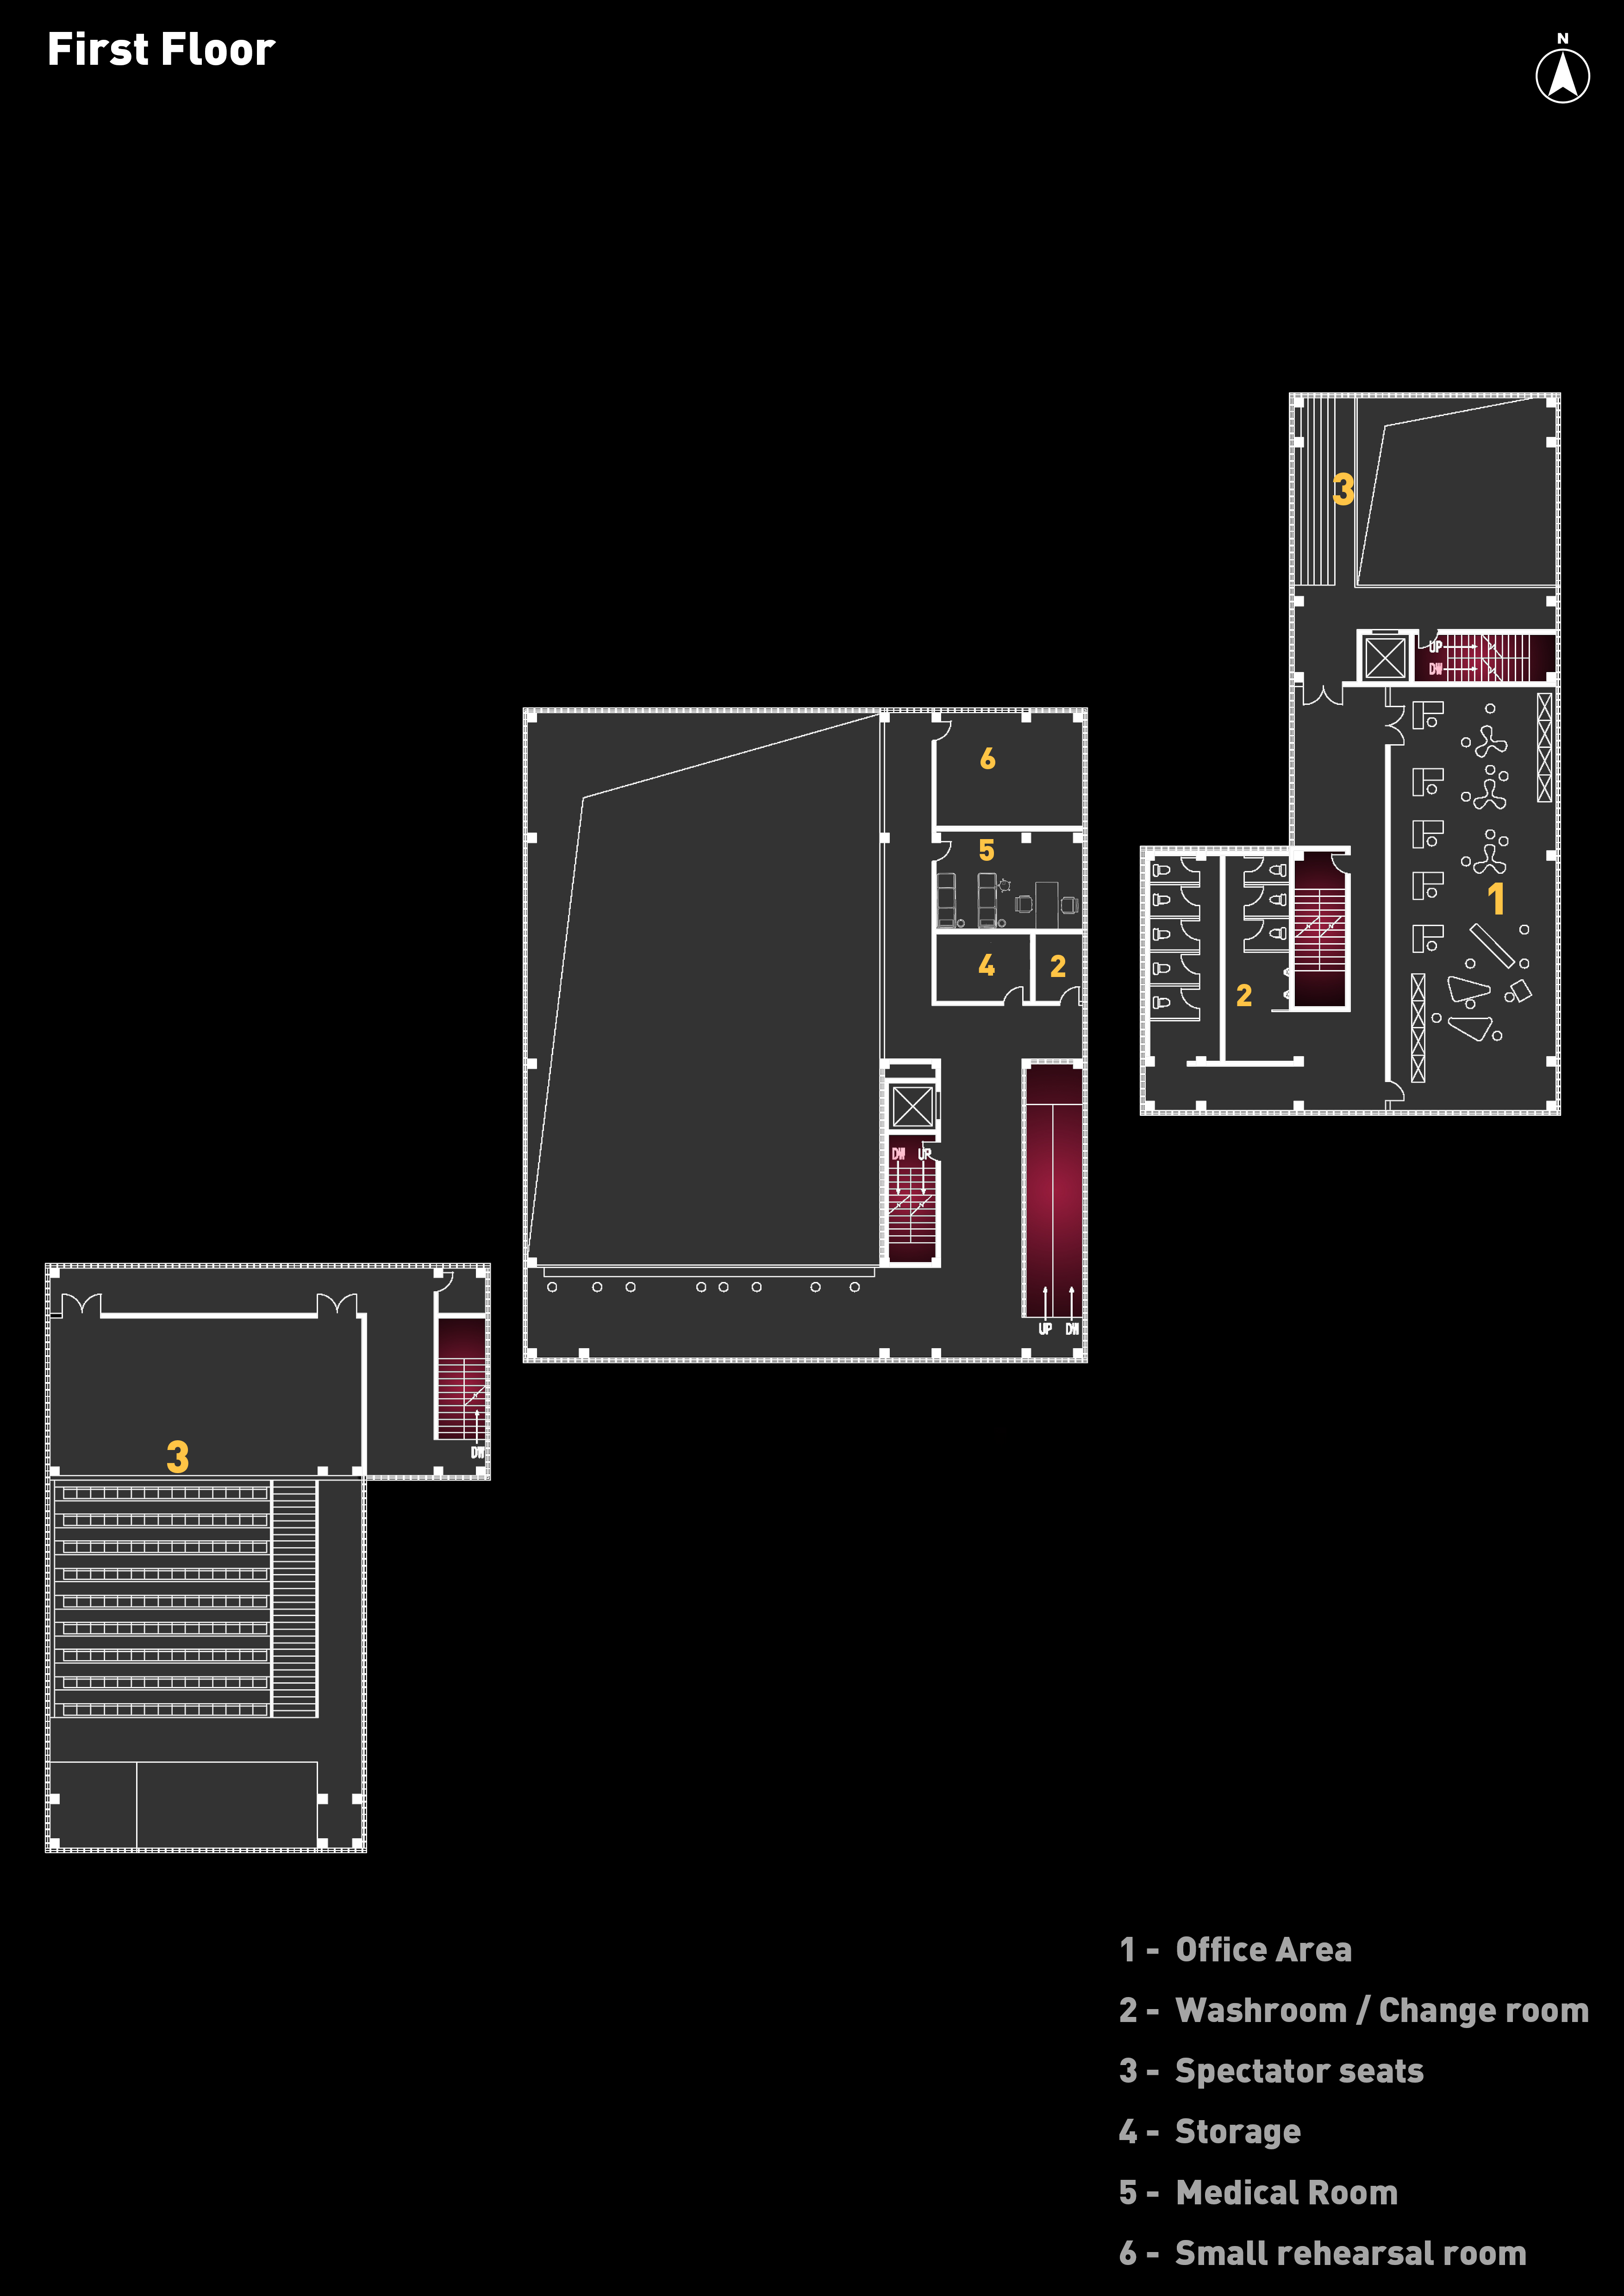 First Floor
N
3
UP
DW
6
5
1
4
2
2
DW UP
UP DW
3
DW
1 - Office Area
2 - Washroom / Change room
3 - Spectator seats
4 - Storage
5 - Medical Room
6 - Small rehearsal room